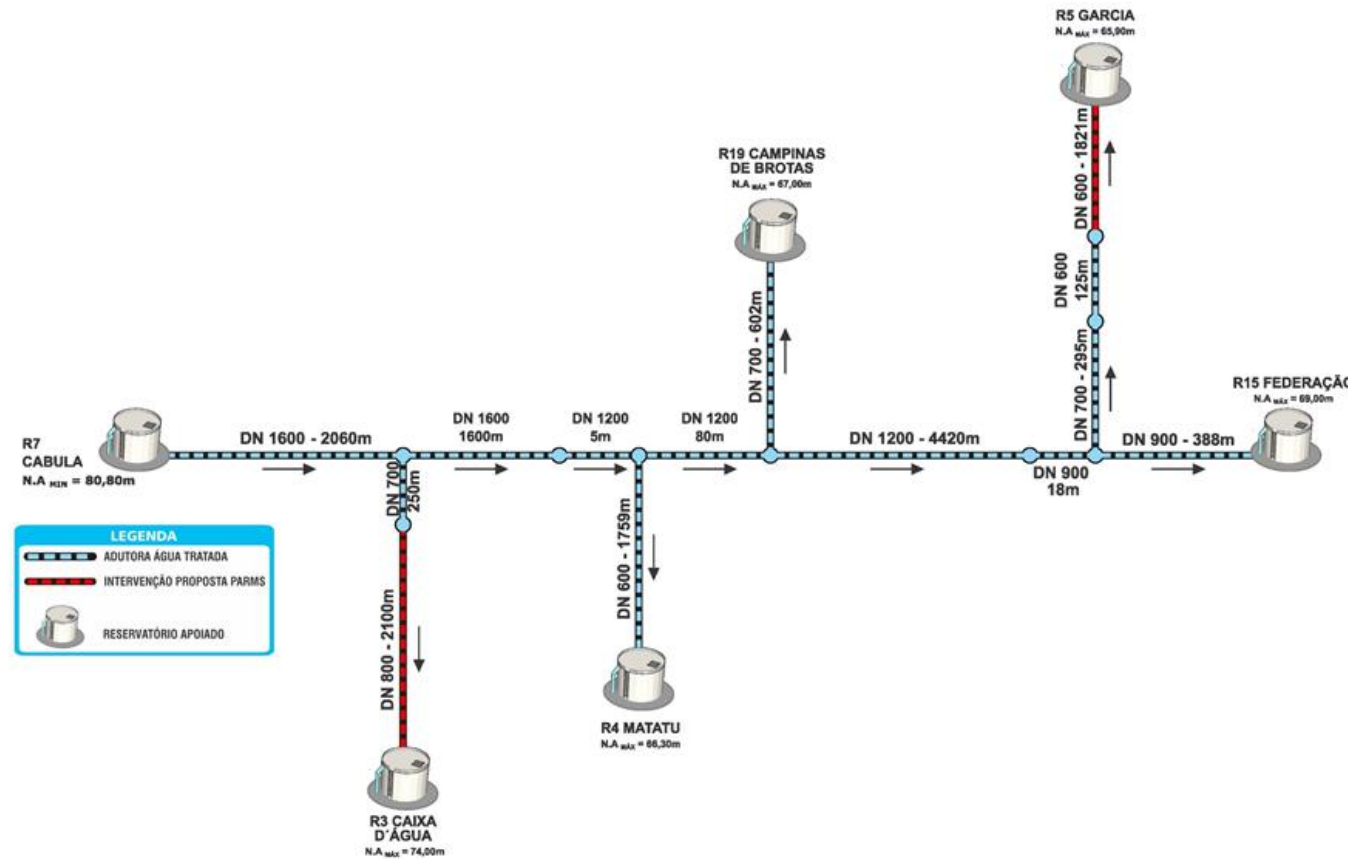 R5 GARCIA
N.A MÁX = 65,90m
DN 600 - 1821m
R19 CAMPINAS
DE BROTAS
N.A MÁX = 67,00m
DN 600
125m
DN 700 - 602m
DN 700 - 295m
R15 FEDERAÇÃO
N.A MÁX = 69,00m
R7
CABULA
N.A MIN = 80,80m
DN 1600 - 2060m
DN 1600
1600m
DN 1200
5m
DN 1200
80m
DN 1200 - 4420m
DN 900
18m
DN 900 - 388m
DN 700
250m
DN 600 - 1759m
LEGENDA
ADUTORA ÁGUA TRATADA
INTERVENÇÃO PROPOSTA PARMS
RESERVATÓRIO APOIADO
DN 800 - 2100m
R4 MATATU
N.A MÁX = 66,30m
R3 CAIXA
D´ÁGUA
N.A MÁX = 74,00m